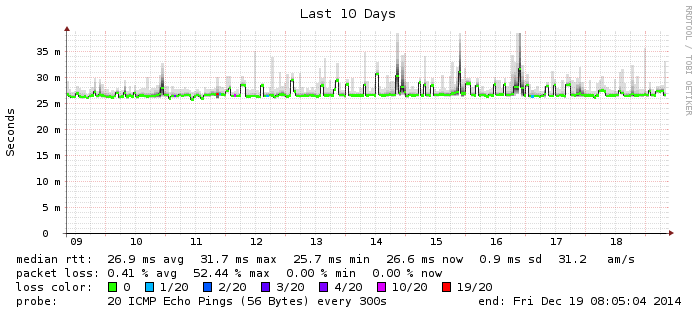 Last 10 Days
RRDTOOL / TOBI OETIKER
Seconds
35 m
30 m
25 m
20 m
15 m
10 m
5 m
0
09 10 11 12 13 14 15 16 17 18
median rtt: 26.9 ms avg 31.7 ms max 25.7 ms min 26.6 ms now 0.9 ms sd 31.2 am/s
packet loss: 0.41 % avg 52.44 % max 0.00 % min 0.00 % now
loss color: 0 1/20 2/20 3/20 4/20 10/20 19/20
probe: 20 ICMP Echo Pings (56 Bytes) every 300s end: Fri Dec 19 08:05:04 2014